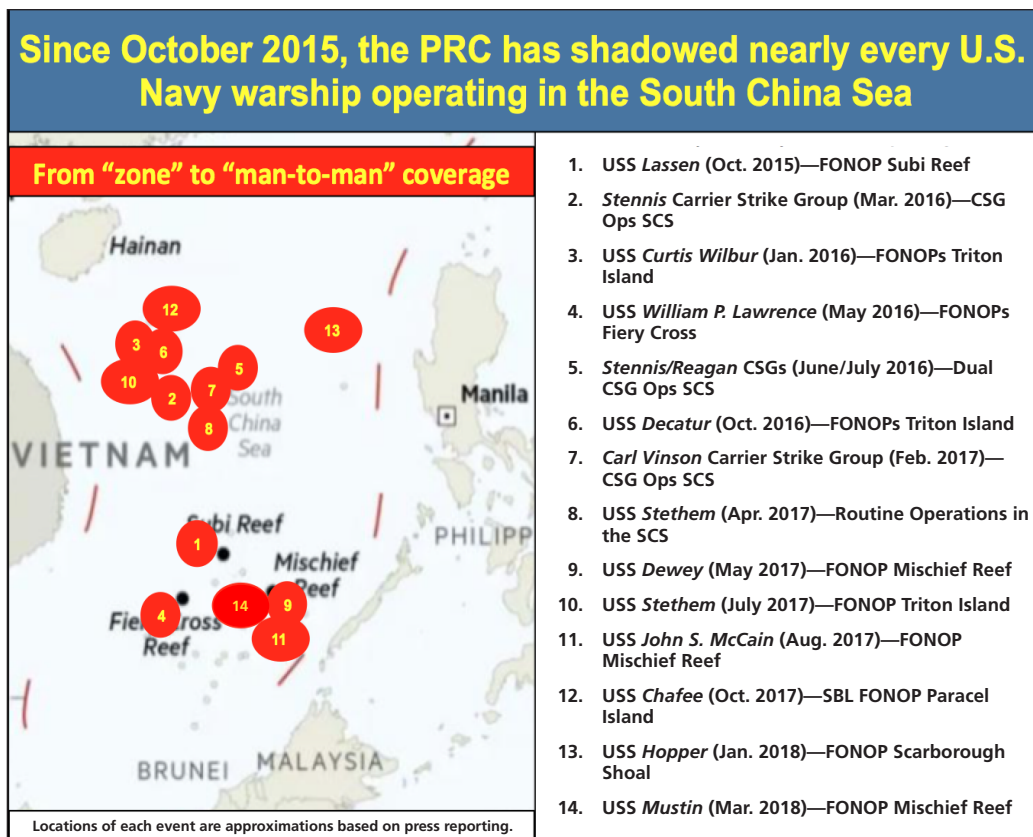 Since October 2015, the PRC has shadowed nearly every U.S.
Navy warship operating in the South China Sea
From “zone” to “man-to-man” coverage
Hainan
12
13
3
6
5
10
7
2
South
China
Sea
8
Manila
VIETNAM
Subi Reef
1
PHILIPP
Mischief
Reef
14
9
4
Fiery Cross
Reef
11
MALAYSIA
BRUNEI
Locations of each event are approximations based on press reporting.
1. USS Lassen (Oct. 2015)—FONOP Subi Reef
2. Stennis Carrier Strike Group (Mar. 2016)—CSG
Ops SCS
3. USS Curtis Wilbur (Jan. 2016)—FONOPs Triton
Island
4. USS William P. Lawrence (May 2016)—FONOPs
Fiery Cross
5. Stennis/Reagan CSGs (June/July 2016)—Dual
CSG Ops SCS
6. USS Decatur (Oct. 2016)—FONOPs Triton Island
7. Carl Vinson Carrier Strike Group (Feb. 2017)—
CSG Ops SCS
8. USS Stethem (Apr. 2017)—Routine Operations in
the SCS
9. USS Dewey (May 2017)—FONOP Mischief Reef
10. USS Stethem (July 2017)—FONOP Triton Island
11. USS John S. McCain (Aug. 2017)—FONOP
Mischief Reef
12. USS Chafee (Oct. 2017)—SBL FONOP Paracel
Island
13. USS Hopper (Jan. 2018)—FONOP Scarborough
Shoal
14. USS Mustin (Mar. 2018)—FONOP Mischief Reef